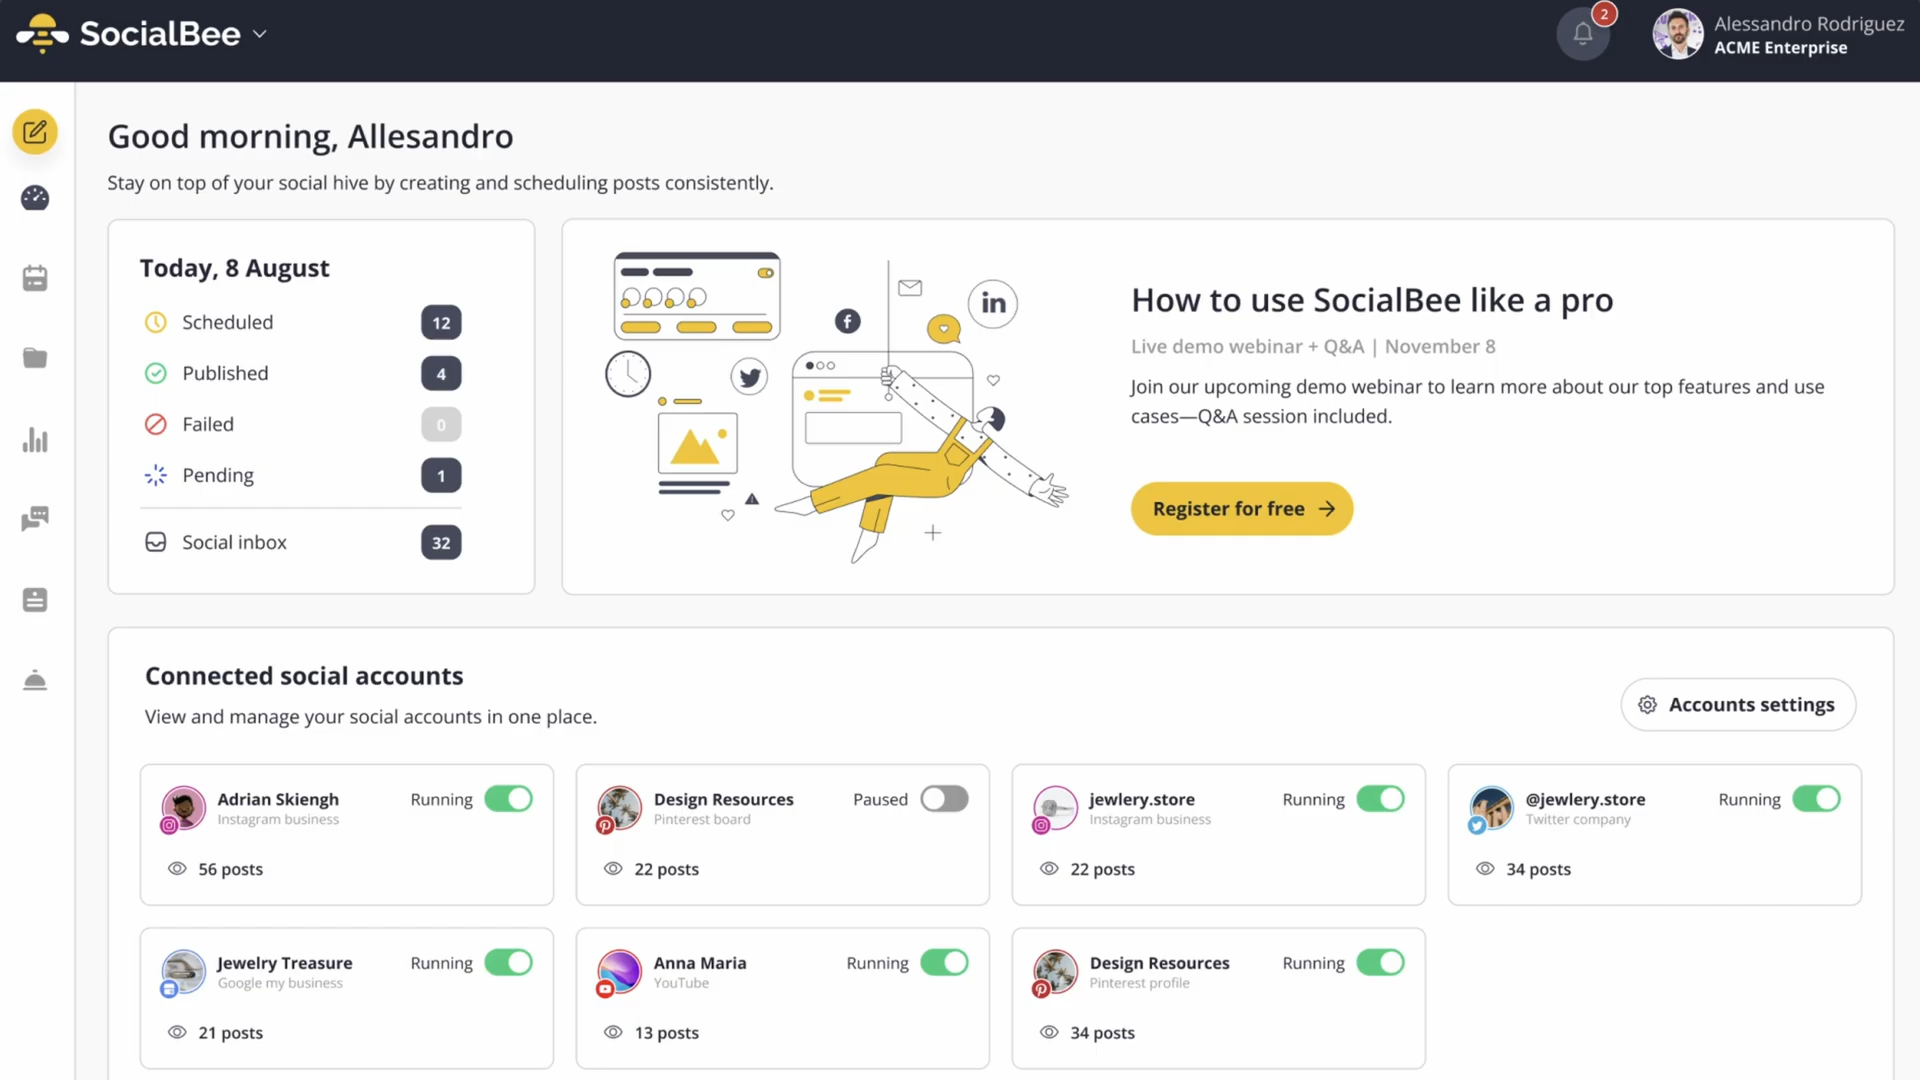 SocialBee
2
Alessandro Rodriguez
ACME Enterprise
Good morning, Allesandro
Stay on top of your social hive by creating and scheduling posts consistently.
Today, 8 August
Scheduled 12
Published 4
Failed 0
Pending 1
Social inbox 32
in
f
How to use SocialBee like a pro
Live demo webinar + Q&A | November 8
Join our upcoming demo webinar to learn more about our top features and use
cases—Q&A session included.
Register for free →
Connected social accounts
View and manage your social accounts in one place.
Accounts settings
Adrian Skiengh Running
Instagram business
56 posts
Design Resources Paused
Pinterest board
22 posts
jewlery.store Running
Instagram business
22 posts
@jewlery.store Running
Twitter company
34 posts
Jewelry Treasure Running
Google my business
21 posts
Anna Maria Running
YouTube
13 posts
Design Resources Running
Pinterest profile
34 posts